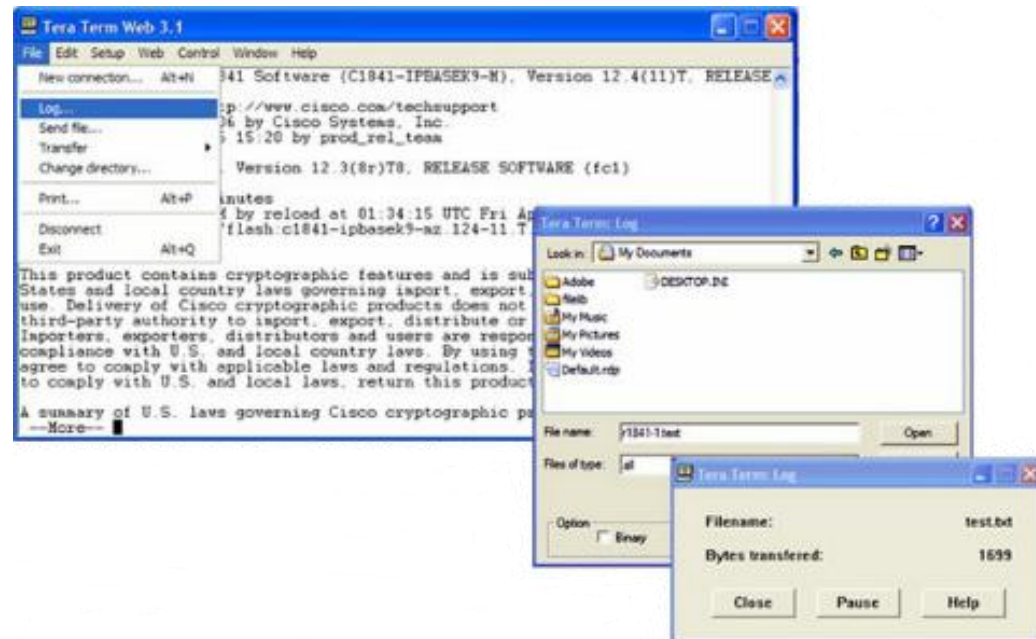 Tera Term Web 3.1
File Edit Setup Web Control Window Help
New connection... Alt+N
Log...
Send file...
Transfer
Change directory...
Print... Alt+P
Disconnect
Exit Alt+Q
841 Software (C1841-IPBASEK9-M), Version 12.4(11)T, RELEASE
p://www.cisco.com/techsupport
06 by Cisco Systems, Inc.
15:20 by prod_rel_team
Version 12.3(8r)T8, RELEASE SOFTWARE (fc1)
inutes
by reload at 01:34:15 UTC Fri Ap
flash:c1841-ipbasek9-mz.124-11.T
This product contains cryptographic features and is sub
States and local country laws governing import, export,
use. Delivery of Cisco cryptographic products does not
third-party authority to import, export, distribute or
Importers, exporters, distributors and users are respon
compliance with U.S. and local country laws. By using t
agree to comply with applicable laws and regulations. I
to comply with U.S. and local laws, return this product
A summary of U.S. laws governing Cisco cryptographic p
--More--
Tera Term: Log
Look in: My Documents
Adobe
filelib
My Music
My Pictures
My Videos
Default.rdp
DESKTOP.INI
File name: Open
Files of type: all
Option
Binary
Tera Term: Log
Filename: test.txt
Bytes transfered: 1699
Close Pause Help